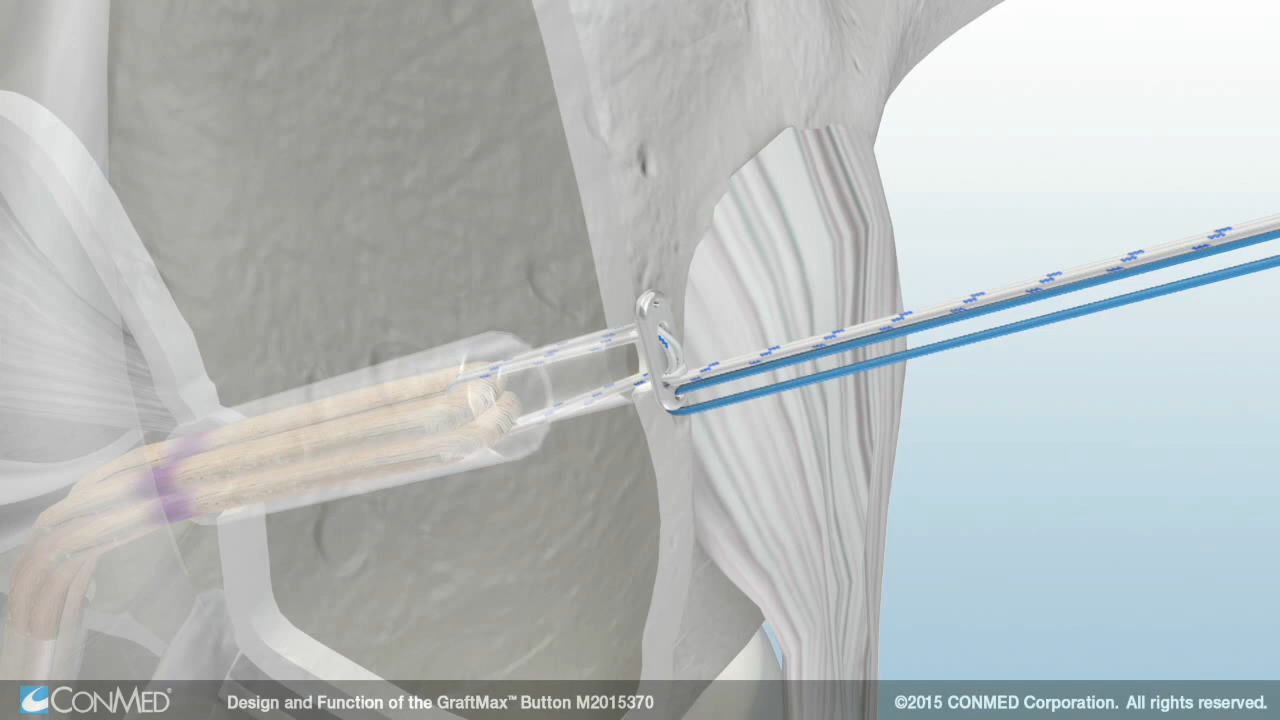 CONMED®
Design and Function of the GraftMax™ Button M2015370
©2015 CONMED Corporation. All rights reserved.